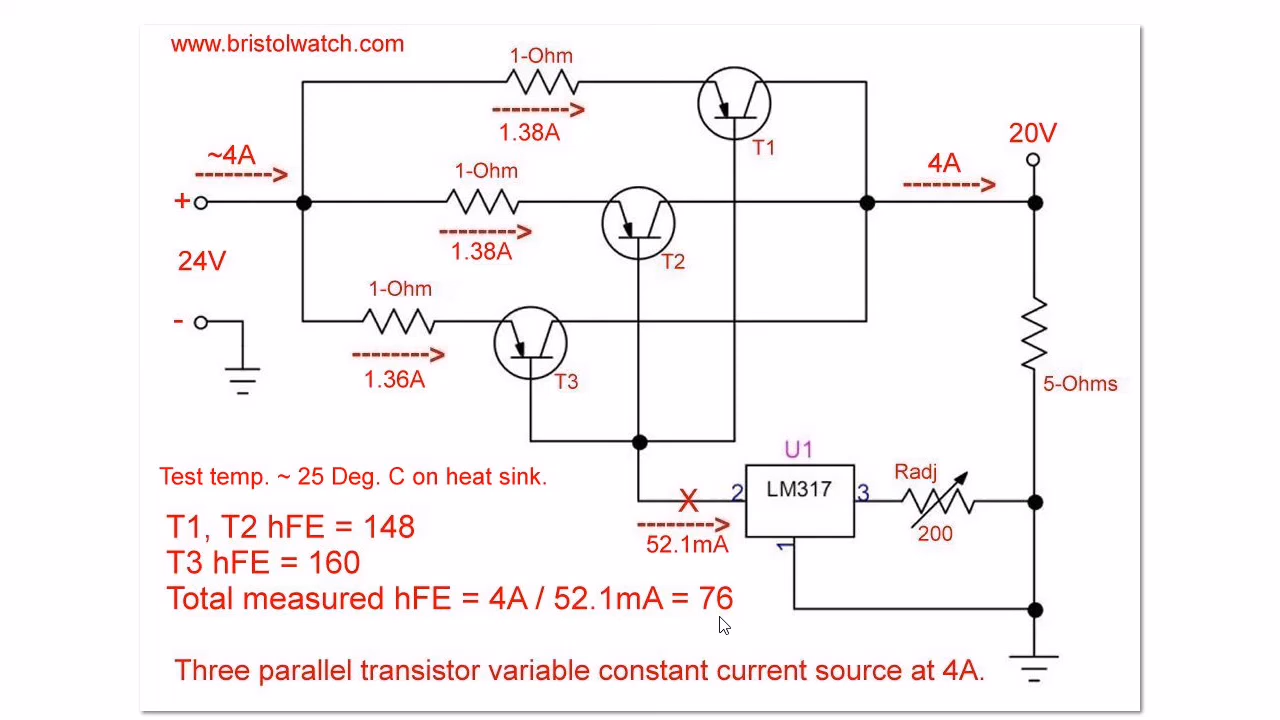 www.bristolwatch.com
1-Ohm
1.38A
T1
20V
~4A
1-Ohm
4A
+
1.38A
T2
24V
1-Ohm
-
1.36A
T3
5-Ohms
U1
Test temp. ~ 25 Deg. C on heat sink.
X
2
LM317
3
Radj
200
52.1mA
1
T1, T2 hFE = 148
T3 hFE = 160
Total measured hFE = 4A / 52.1mA = 76
Three parallel transistor variable constant current source at 4A.